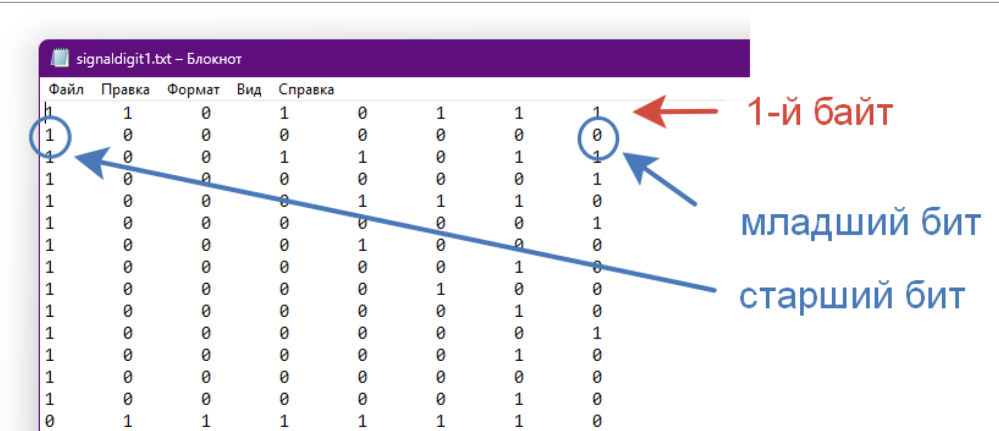 signaldigit1.txt – Блокнот
Файл Правка Формат Вид Справка
1 1 0 1 0 1 1 1
1-й байт
1 0 0 0 0 0 0 0
1 0 0 1 1 0 1 1
1 0 0 0 0 0 0 1
1 0 0 0 1 1 1 0
1 0 0 0 0 0 0 1
младший бит
1 0 0 0 1 0 0 0
1 0 0 0 0 0 1 0
1 0 0 0 0 1 0 0
старший бит
1 0 0 0 0 0 1 0
1 0 0 0 0 0 0 1
1 0 0 0 0 0 1 0
1 0 0 0 0 0 0 0
1 0 0 0 0 0 1 0
0 1 1 1 1 1 1 0